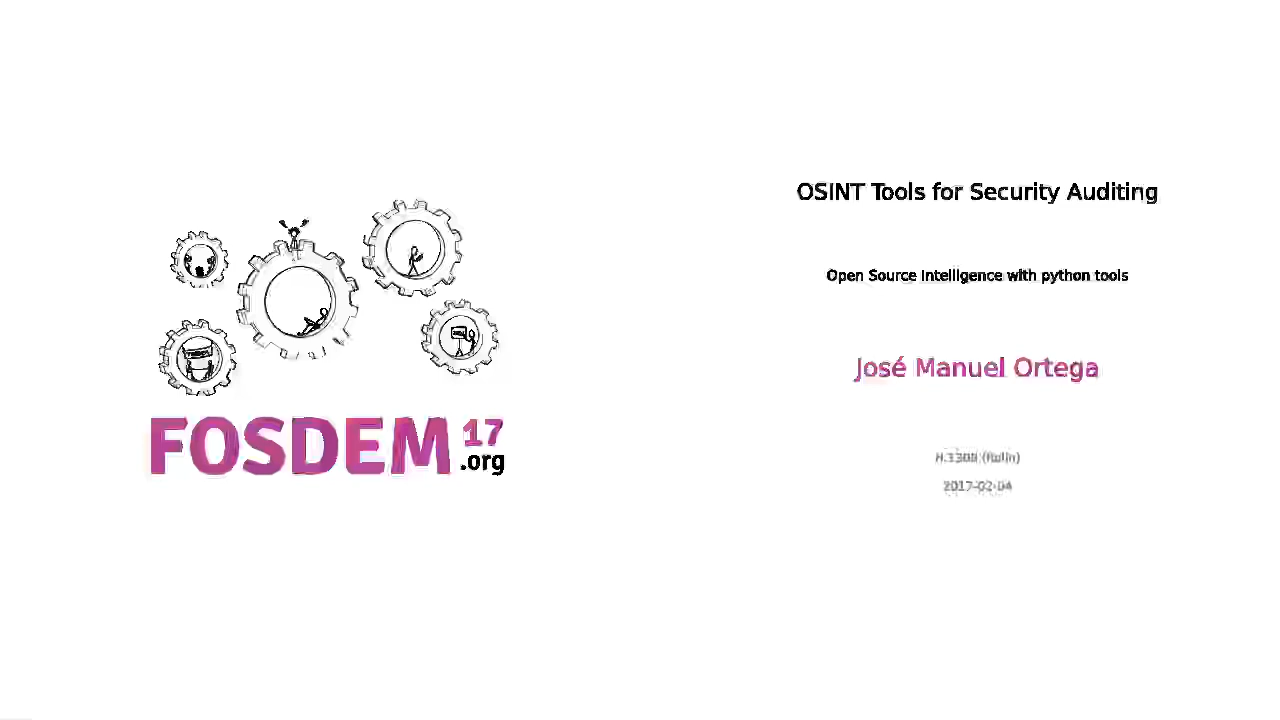 FOSDEM 17
.org
OSINT Tools for Security Auditing
Open Source Intelligence with python tools
José Manuel Ortega
(Rolin)
2017-02-04